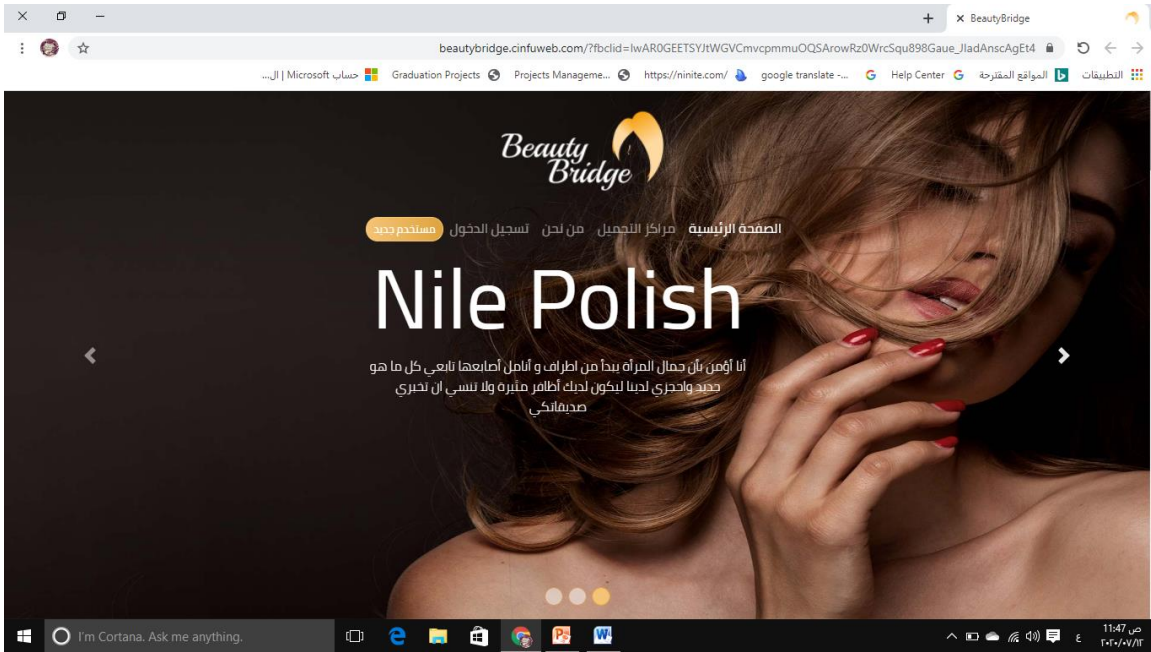 BeautyBridge
beautybridge.cinfuweb.com/?fbclid=IwAR0GEETSYJtWGVCmvcpmmuOQSArowRz0WrcSqu898Gaue_JladAnscAgEt4
التطبيقات المواقع المقترحة Help Center google translate -... https://ninite.com/ Projects Manageme... Graduation Projects حساب Microsoft | ال...
Beauty
Bridge
الصفحة الرئيسية مراكز التجميل من نحن تسجيل الدخول مستخدم جديد
Nile Polish
أنا أؤمن بأن جمال المرأة يبدأ من اطراف و أنامل أصابعها تابعي كل ما هو
جديد واحجزي لدينا ليكون لديك أظافر مثيرة ولا تنسي ان تخبري
صديقاتكي
I'm Cortana. Ask me anything.
ع
11:47 ص
٢٠٢٠/٠٧/١٢